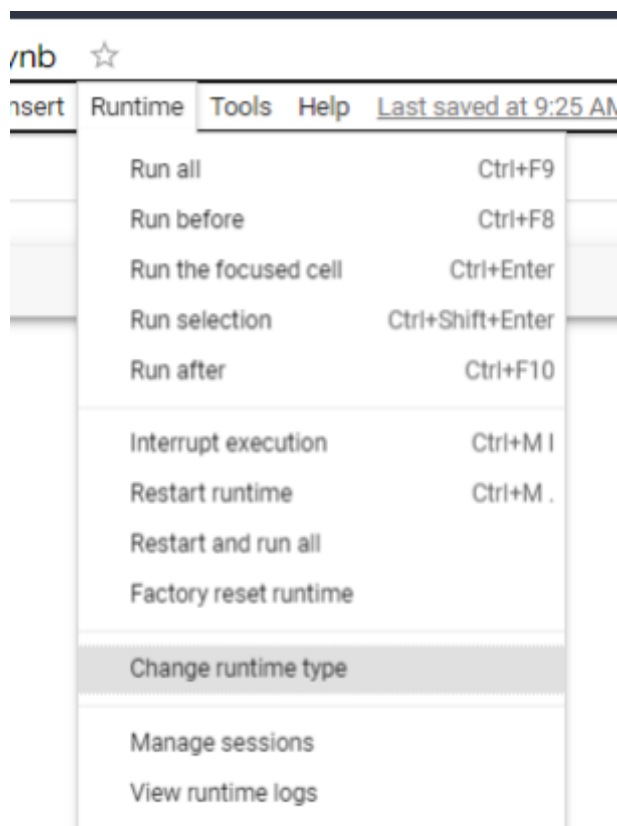 ynb ☆
nsert Runtime Tools Help Last saved at 9:25 AM
Run all Ctrl+F9
Run before Ctrl+F8
Run the focused cell Ctrl+Enter
Run selection Ctrl+Shift+Enter
Run after Ctrl+F10
Interrupt execution Ctrl+M I
Restart runtime Ctrl+M .
Restart and run all
Factory reset runtime
Change runtime type
Manage sessions
View runtime logs